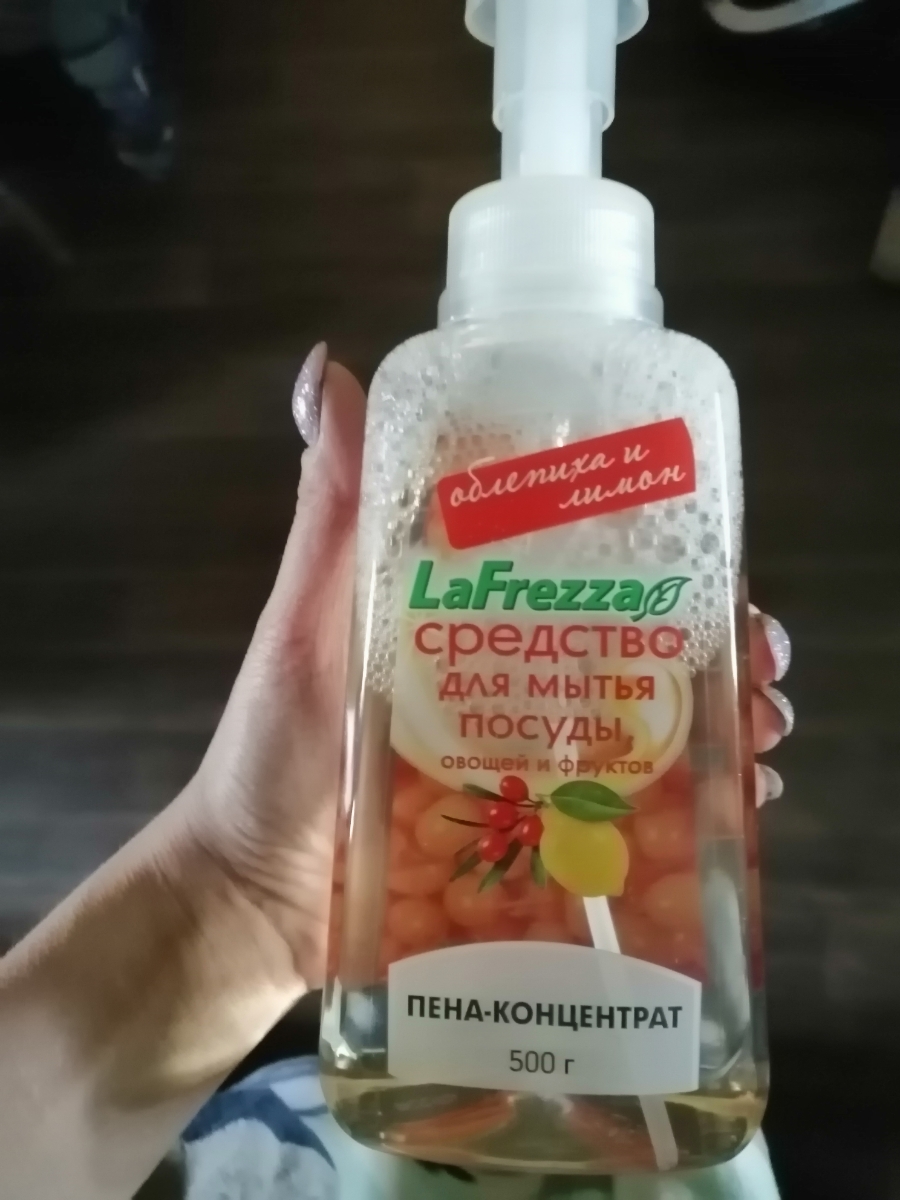 облепиха и
лимон
LaFrezza
средство
для мытья
посуды,
овощей и фруктов
ПЕНА-КОНЦЕНТРАТ
500 г